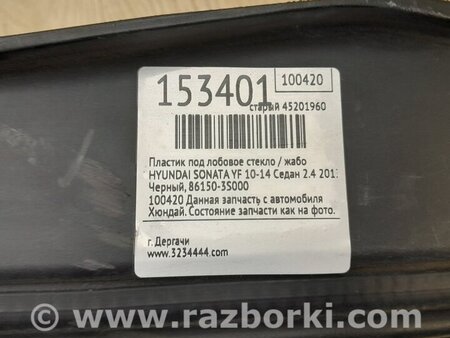 153401
100420
старый 45201960
Пластик под лобовое стекло / жабо
HYUNDAI SONATA YF 10-14 Седан 2.4 201
Черный, 86150-3S000
100420 Данная запчасть с автомобиля
Хюндай. Состояние запчасти как на фото.
г. Дергачи
www.3234444.com
© www.razborki.com/